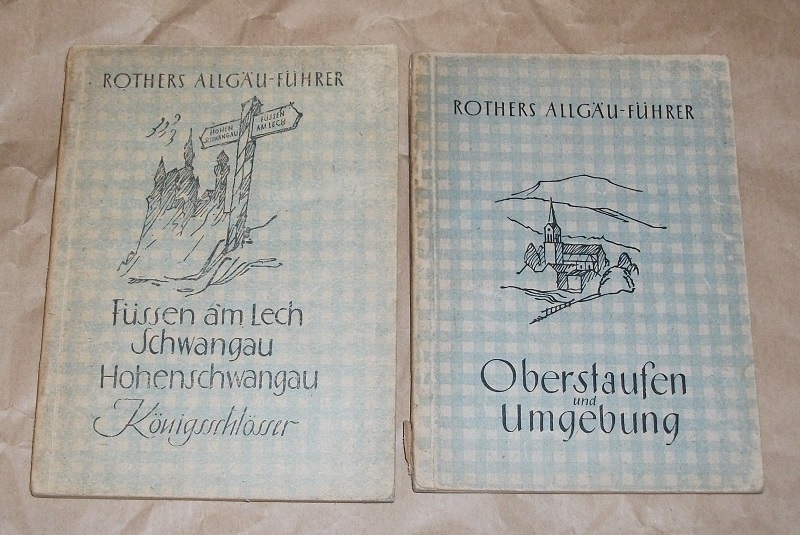 ROTHERS ALLGÄU-FÜHRER
HOHEN
SCHWANGAU
FÜSSEN
AM LECH
Füssen am Lech
Schwangau
Hohenschwangau
Königsschlösser
ROTHERS ALLGÄU-FÜHRER
Oberstaufen
und
Umgebung